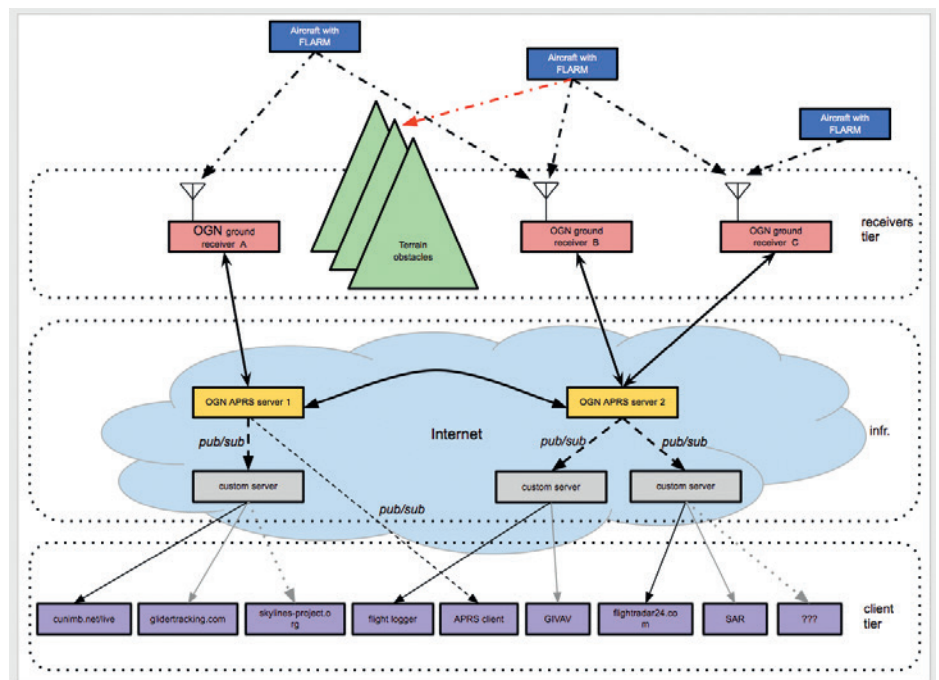 Aircraft with
FLARM
Aircraft with
FLARM
Aircraft with
FLARM
OGN ground
receiver A
Terrain
obstacles
OGN ground
receiver B
OGN ground
receiver C
receivers
tier
OGN APRS server 1
OGN APRS server 2
Internet
pub/sub
pub/sub
pub/sub
infr.
custom server
custom server
custom server
pub/sub
cunimb.net/live
glidertracking.com
skylines-project.o
rg
flight logger
APRS client
GIVAV
flightradar24.co
m
SAR
???
client
tier